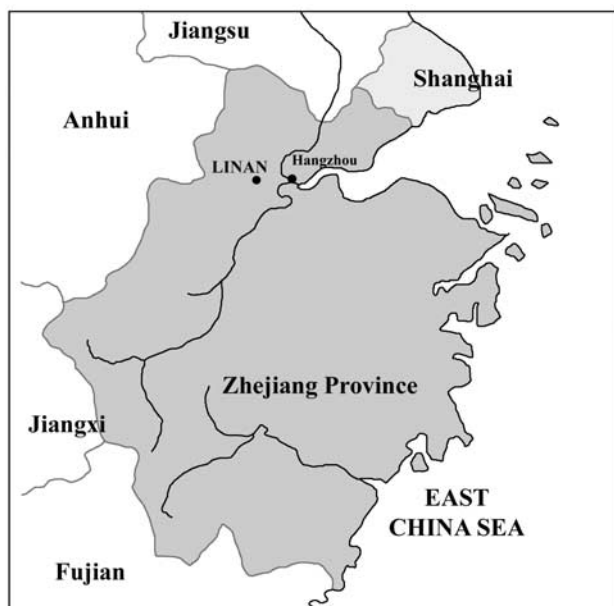 Jiangsu
Shanghai
Anhui
Hangzhou
LINAN
Zhejiang Province
Jiangxi
EAST
CHINA SEA
Fujian